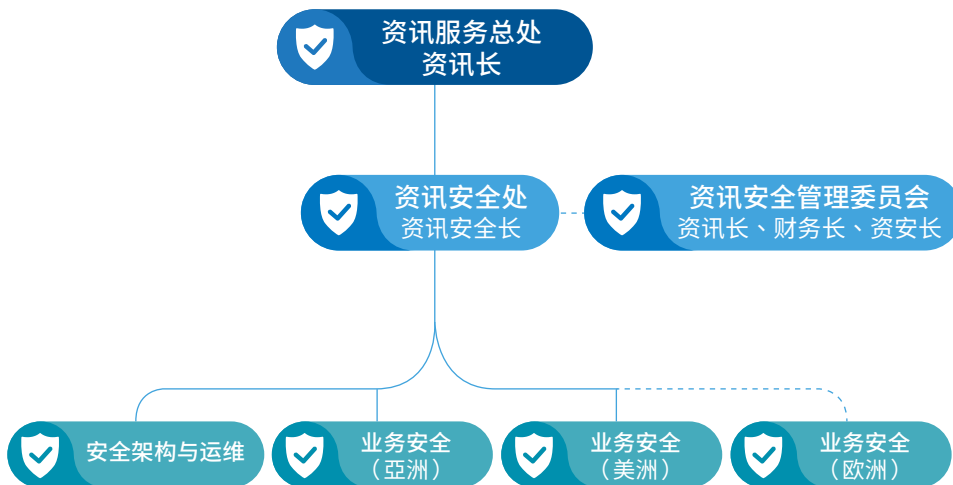 资讯服务总处
资讯长
资讯安全处
资讯安全长
资讯安全管理委员会
资讯长、财务长、资安长
安全架构与运维
业务安全
（亞洲）
业务安全
（美洲）
业务安全
（欧洲）